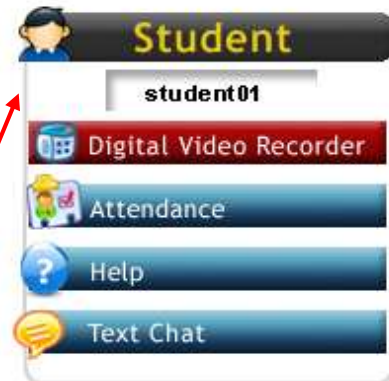 Student
student01
Digital Video Recorder
Attendance
Help
Text Chat